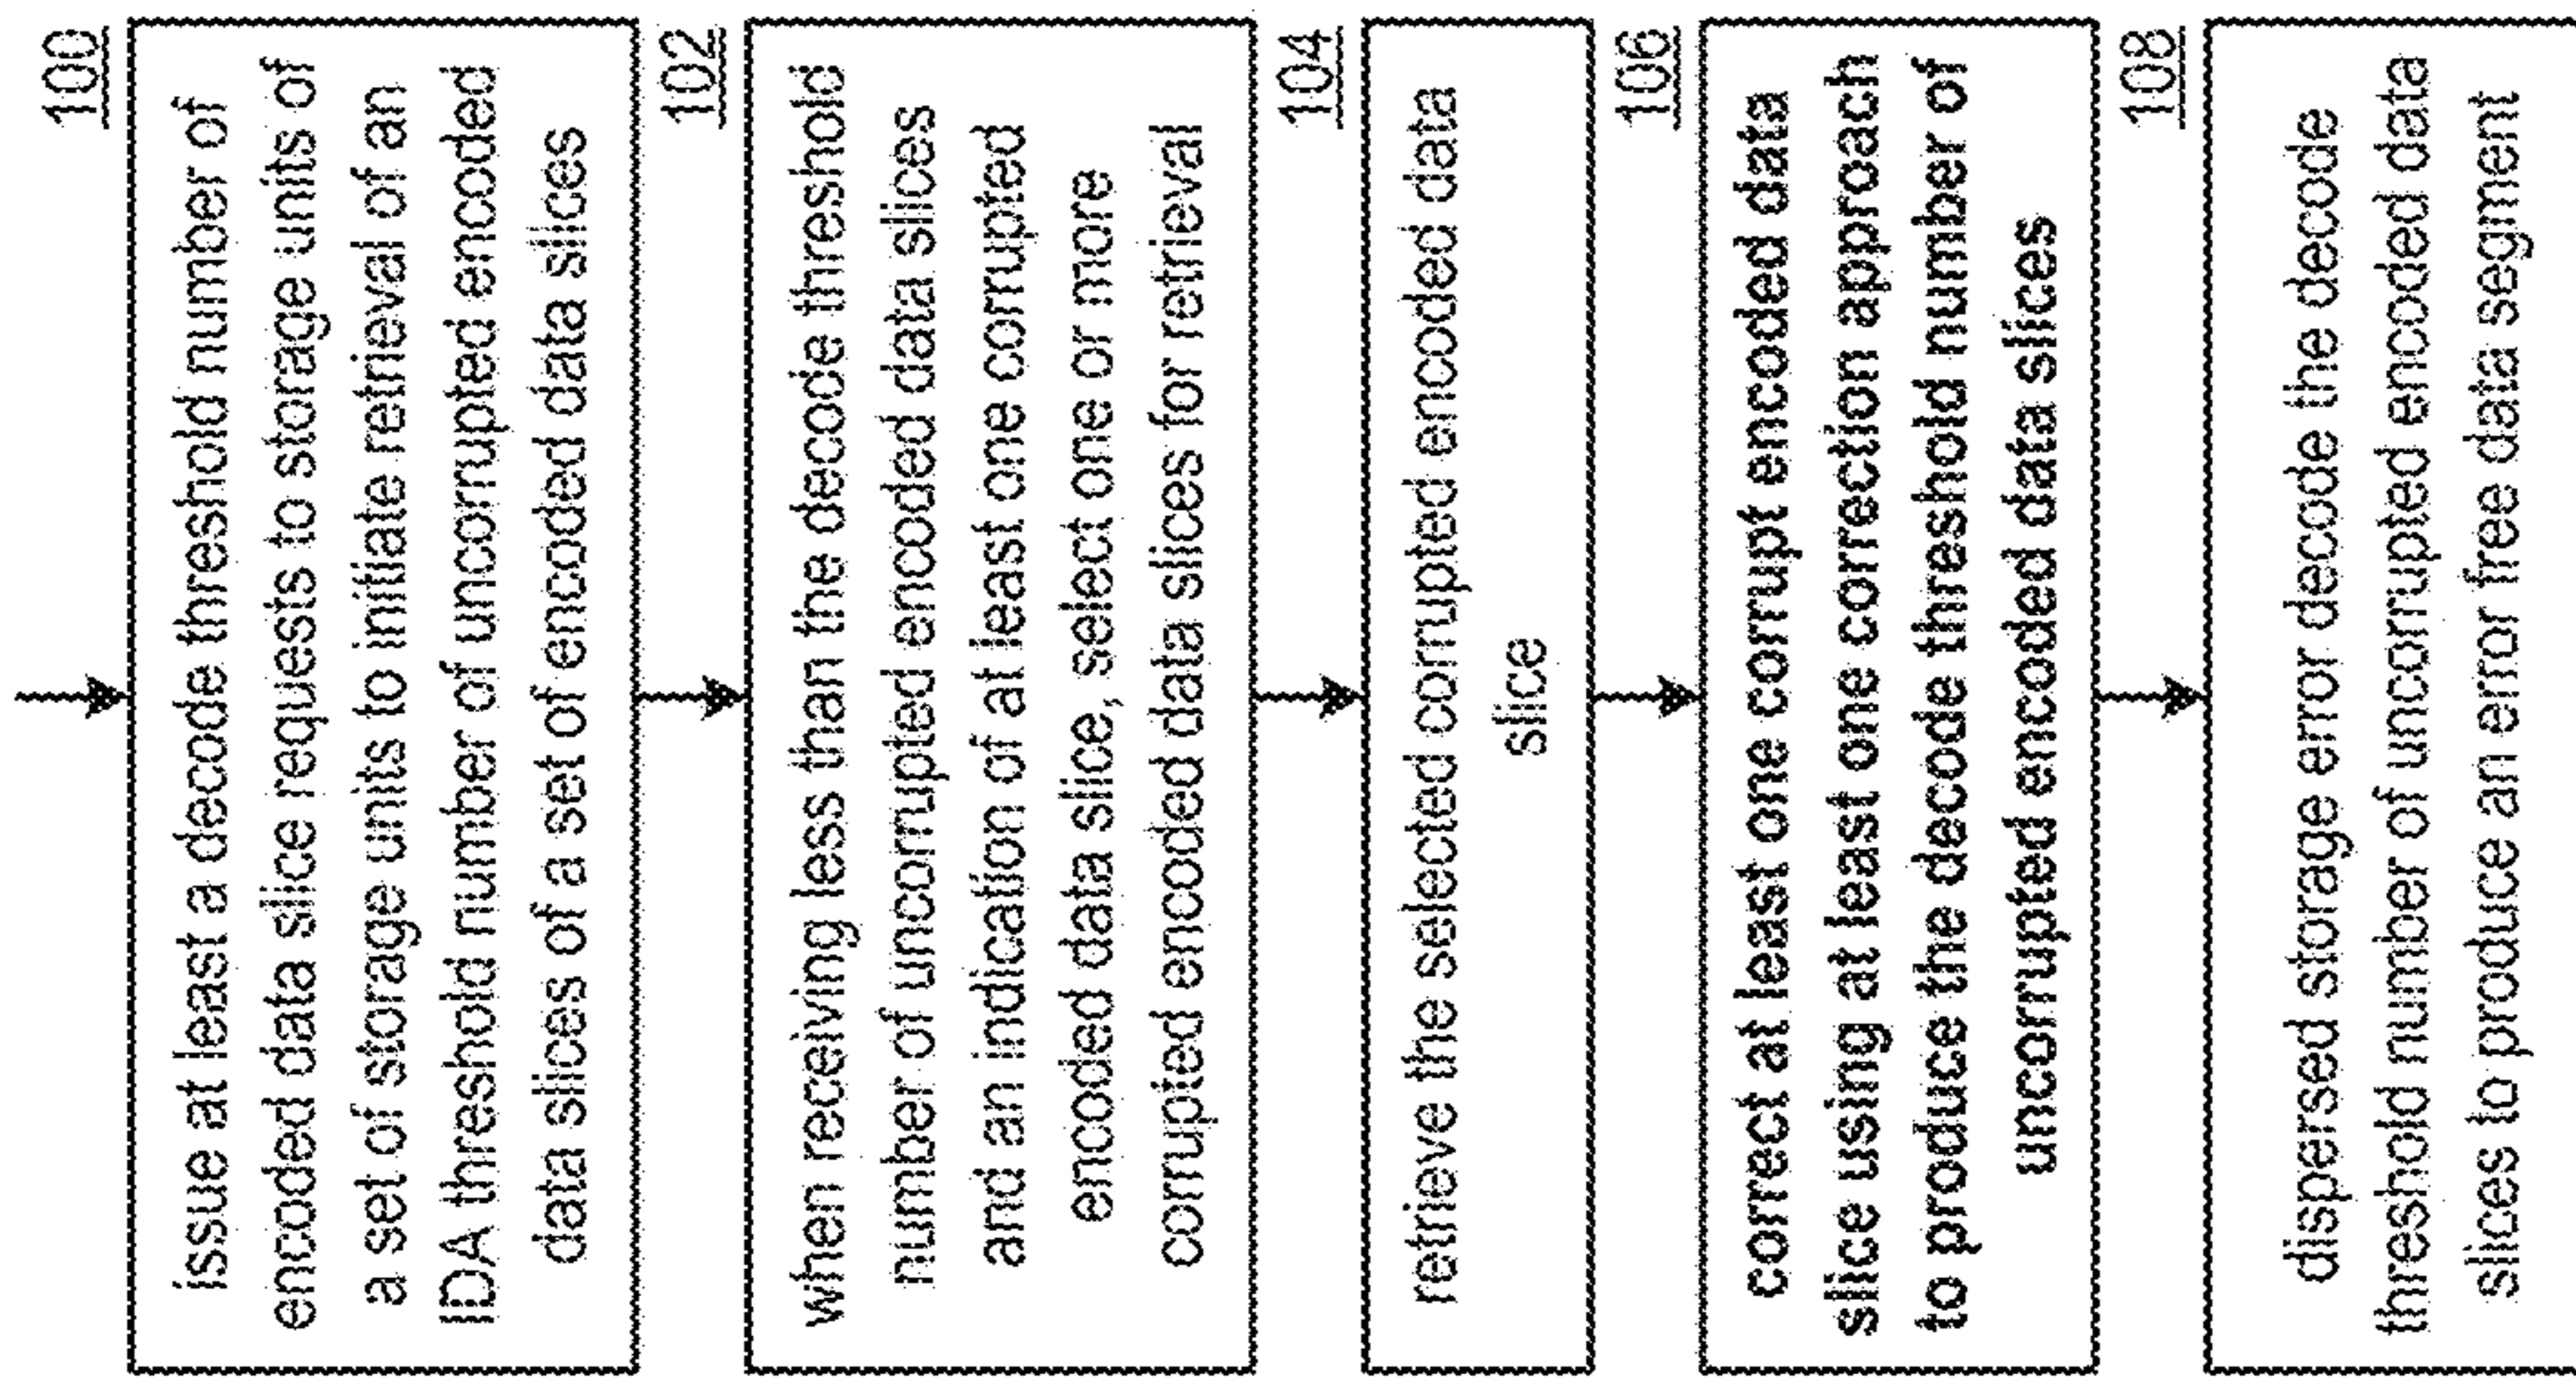 100
issue at least a decode threshold number of
encoded data slice requests to storage units of
a set of storage units to initiate retrieval of an
IDA threshold number of uncorrupted encoded
data slices of a set of encoded data slices
102
when receiving less than the decode threshold
number of uncorrupted encoded data slices
and an indication of at least one corrupted
encoded data slice, select one or more
corrupted encoded data slices for retrieval
104
retrieve the selected corrupted encoded data
slice
106
correct at least one corrupt encoded data
slice using at least one correction approach
to produce the decode threshold number of
uncorrupted encoded data slices
108
dispersed storage error decode the decode
threshold number of uncorrupted encoded data
slices to produce an error free data segment